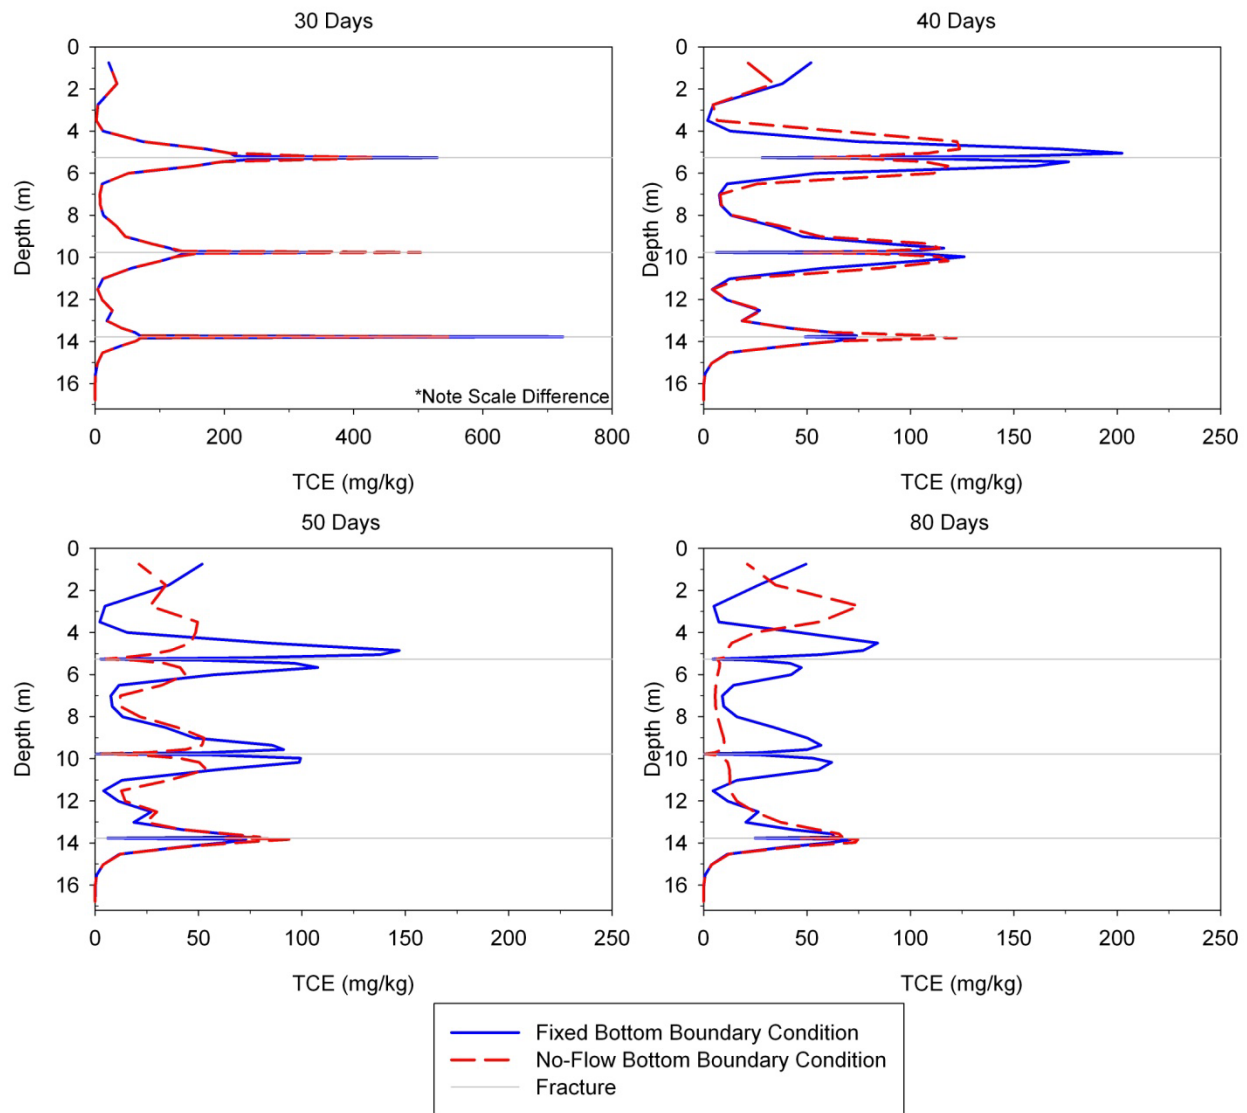 30 Days
0
2
4
6
8
10
12
14
16
Depth (m)
*Note Scale Difference
0 200 400 600 800
TCE (mg/kg)
40 Days
0
2
4
6
8
10
12
14
16
Depth (m)
0 50 100 150 200 250
TCE (mg/kg)
50 Days
0
2
4
6
8
10
12
14
16
Depth (m)
0 50 100 150 200 250
TCE (mg/kg)
80 Days
0
2
4
6
8
10
12
14
16
Depth (m)
0 50 100 150 200 250
TCE (mg/kg)
Fixed Bottom Boundary Condition
No-Flow Bottom Boundary Condition
Fracture